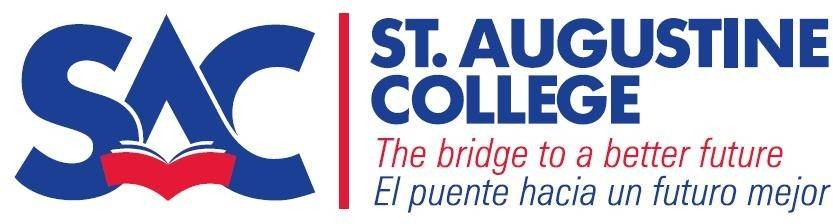 SAC
ST. AUGUSTINE
COLLEGE
The bridge to a better future
El puente hacia un futuro mejor